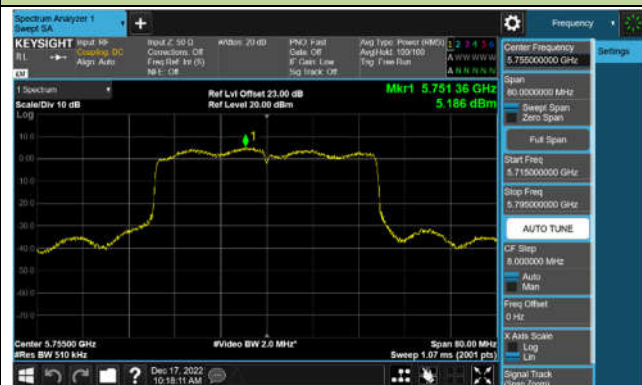 Spectrum Analyzer 1
Swept SA
Frequency
KEYSIGHT
Input: RF
Coupling: DC
Align: Auto
Input Z: 50 Ω
Corrections: Off
Freq Ref: Int (S)
NFE: Off
#Atten: 20 dB
PNO: Fast
Gate: Off
IF Gain: Low
Sig Track: Off
Avg Type: Power (RMS)
Avg|Hold: 100/100
Trig: Free Run
1 2 3 4 5 6
A W W W W W
A N N N N N
1 Spectrum
Scale/Div 10 dB
Log
Ref Lvl Offset 23.00 dB
Ref Level 20.00 dBm
Mkr1 5.751 36 GHz
5.186 dBm
1
10.0
0.00
-10.0
-20.0
-30.0
-40.0
-50.0
-60.0
-70.0
Center 5.75500 GHz
#Res BW 510 kHz
#Video BW 2.0 MHz*
Span 80.00 MHz
Sweep 1.07 ms (2001 pts)
Center Frequency
5.755000000 GHz
Settings
Span
80.0000000 MHz
Swept Span
Zero Span
Full Span
Start Freq
5.715000000 GHz
Stop Freq
5.795000000 GHz
AUTO TUNE
CF Step
8.000000 MHz
Auto
Man
Freq Offset
0 Hz
X Axis Scale
Log
Lin
Signal Track
(Span Zoom)
Dec 17, 2022
10:18:11 AM